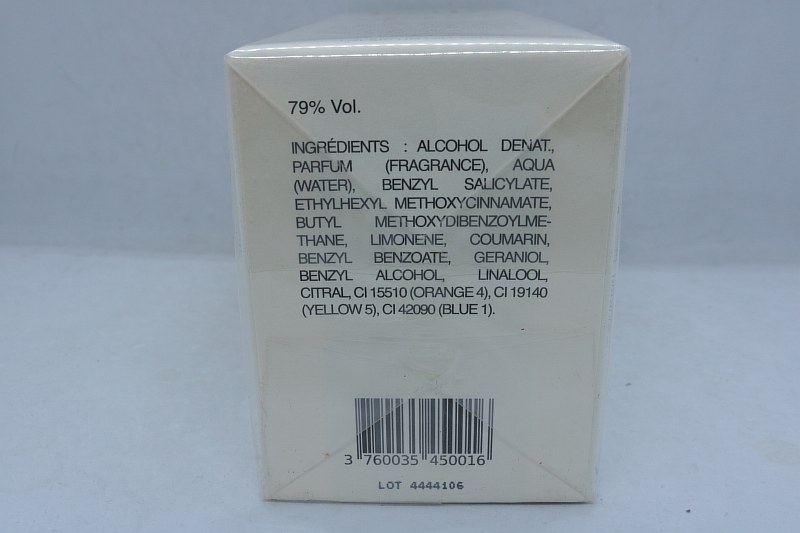 79% Vol.
INGRÉDIENTS : ALCOHOL DENAT.,
PARFUM (FRAGRANCE), AQUA
(WATER), BENZYL SALICYLATE,
ETHYLHEXYL METHOXYCINNAMATE,
BUTYL METHOXYDIBENZOYLME-
THANE, LIMONENE, COUMARIN,
BENZYL BENZOATE, GERANIOL,
BENZYL ALCOHOL, LINALOOL,
CITRAL, CI 15510 (ORANGE 4), CI 19140
(YELLOW 5), CI 42090 (BLUE 1).
3 760035 450016
LOT 4444106